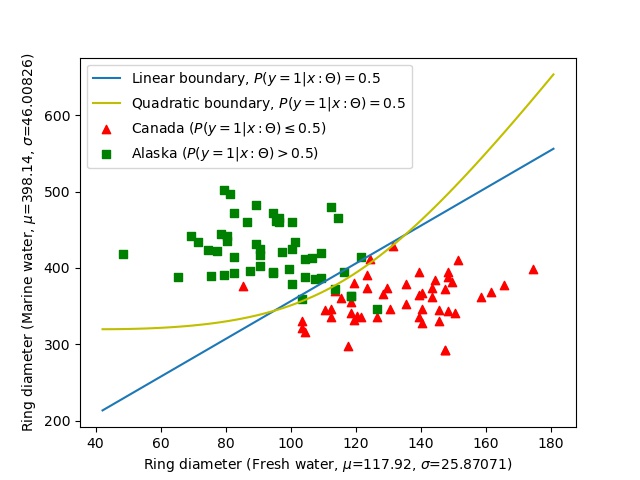 Linear boundary, P(y = 1|x : Θ) = 0.5
Quadratic boundary, P(y = 1|x : Θ) = 0.5
Canada (P(y = 1|x : Θ) ≤ 0.5)
Alaska (P(y = 1|x : Θ) > 0.5)
Ring diameter (Marine water, μ=398.14, σ=46.00826)
600
500
400
300
200
40 60 80 100 120 140 160 180
Ring diameter (Fresh water, μ=117.92, σ=25.87071)